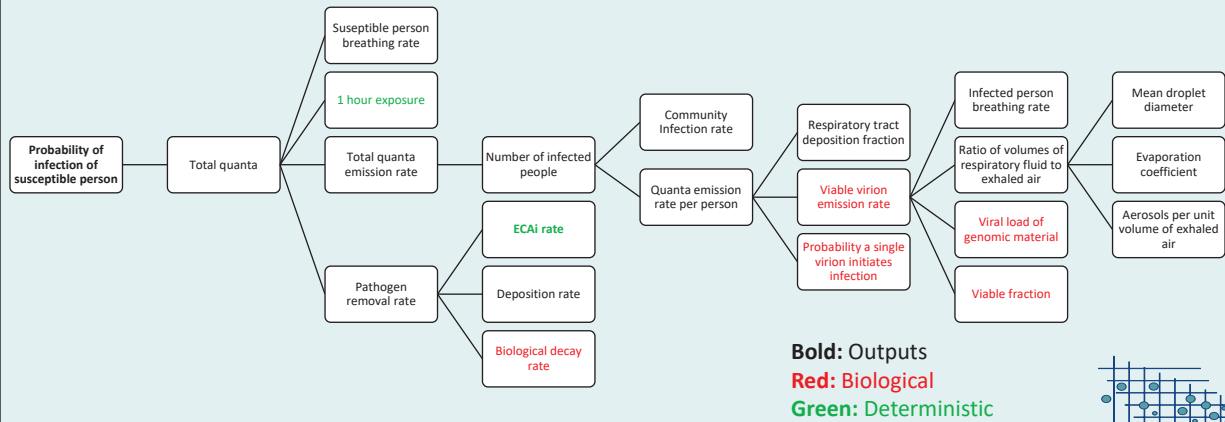 Suseptible person
breathing rate
1 hour exposure
Probability of
infection of
susceptible person
Total quanta
Total quanta
emission rate
Number of infected
people
Community
Infection rate
Quanta emission
rate per person
ECAi rate
Pathogen
removal rate
Deposition rate
Biological decay
rate
Respiratory tract
deposition fraction
Viable virion
emission rate
Probability a single
virion initiates
infection
Infected person
breathing rate
Ratio of volumes of
respiratory fluid to
exhaled air
Viral load of
genomic material
Viable fraction
Mean droplet
diameter
Evaporation
coefficient
Aerosols per unit
volume of exhaled
air
Bold: Outputs
Red: Biological
Green: Deterministic